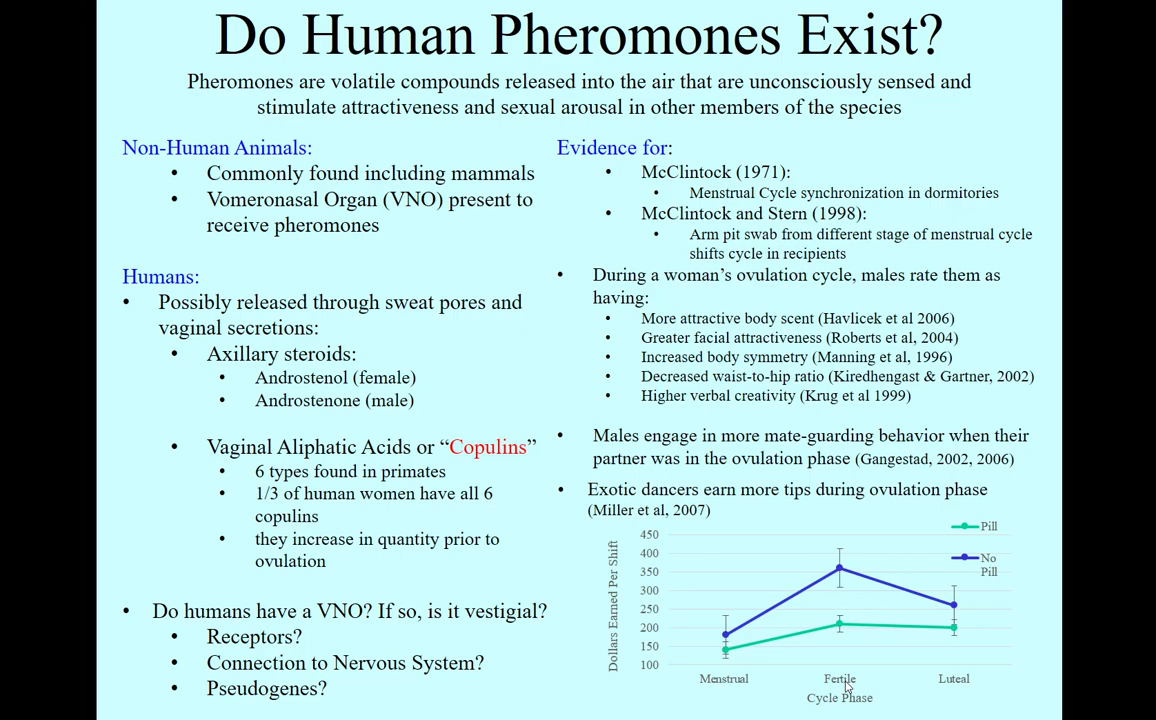 Do Human Pheromones Exist?
Pheromones are volatile compounds released into the air that are unconsciously sensed and
stimulate attractiveness and sexual arousal in other members of the species
Non-Human Animals:
• Commonly found including mammals
• Vomeronasal Organ (VNO) present to
receive pheromones
Humans:
• Possibly released through sweat pores and
vaginal secretions:
• Axillary steroids:
• Androstenol (female)
• Androstenone (male)
• Vaginal Aliphatic Acids or “Copulins”
• 6 types found in primates
• 1/3 of human women have all 6
copulins
• they increase in quantity prior to
ovulation
• Do humans have a VNO? If so, is it vestigial?
• Receptors?
• Connection to Nervous System?
• Pseudogenes?
Evidence for:
• McClintock (1971):
• Menstrual Cycle synchronization in dormitories
• McClintock and Stern (1998):
• Arm pit swab from different stage of menstrual cycle
shifts cycle in recipients
• During a woman’s ovulation cycle, males rate them as
having:
• More attractive body scent (Havlicek et al 2006)
• Greater facial attractiveness (Roberts et al, 2004)
• Increased body symmetry (Manning et al, 1996)
• Decreased waist-to-hip ratio (Kiredhengast & Gartner, 2002)
• Higher verbal creativity (Krug et al 1999)
• Males engage in more mate-guarding behavior when their
partner was in the ovulation phase (Gangestad, 2002, 2006)
• Exotic dancers earn more tips during ovulation phase
(Miller et al, 2007)
Dollars Earned Per Shift
450
400
350
300
250
200
150
100
Pill
No
Pill
Menstrual Fertile Luteal
Cycle Phase